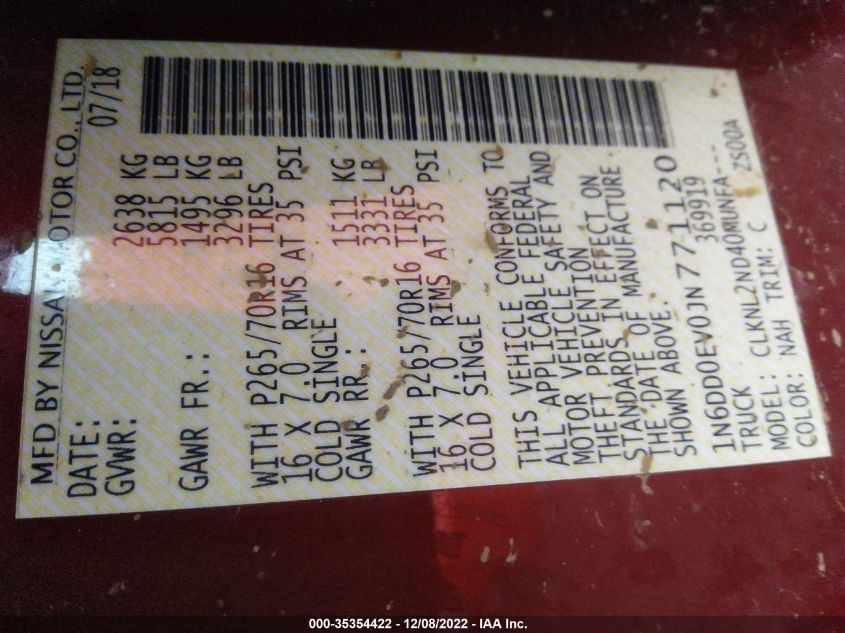 MFD BY NISSAN MOTOR CO., LTD.
DATE: 07/18
GVWR: 2638 KG
5815 LB
GAWR FR.: 1495 KG
3296 LB
WITH P265/70R16 TIRES
16 X 7.0 RIMS AT 35 PSI
COLD SINGLE
GAWR RR.: 1511 KG
3331 LB
WITH P265/70R16 TIRES
16 X 7.0 RIMS AT 35 PSI
COLD SINGLE
THIS VEHICLE CONFORMS TO
ALL APPLICABLE FEDERAL
MOTOR VEHICLE SAFETY AND
THEFT PREVENTION
STANDARDS IN EFFECT ON
THE DATE OF MANUFACTURE
SHOWN ABOVE.
1N6DD0EV0JN771120
TRUCK 369919
MODEL: CLKNL2ND40MUNFA---
COLOR: NAH TRIM: C ZS00A
000-35354422 - 12/08/2022 - IAA Inc.